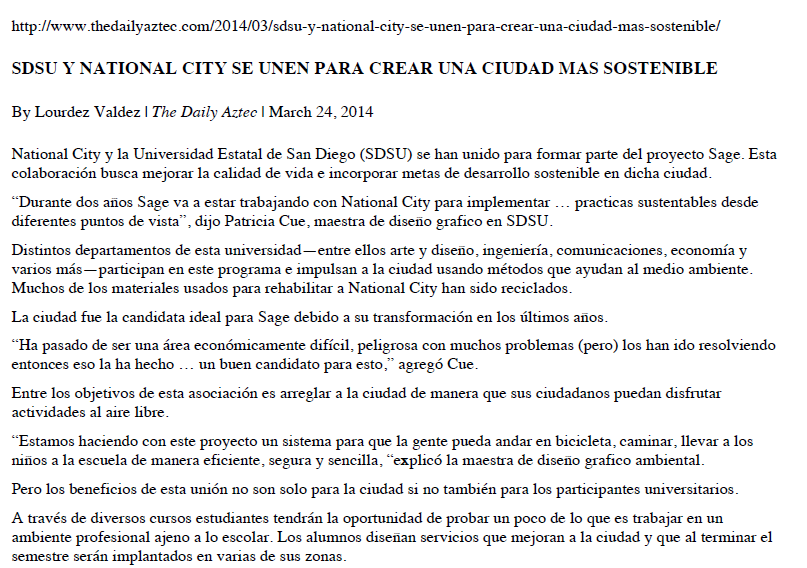 http://www.thedailyaztec.com/2014/03/sdsu-y-national-city-se-unen-para-crear-una-ciudad-mas-sostenible/
SDSU Y NATIONAL CITY SE UNEN PARA CREAR UNA CIUDAD MAS SOSTENIBLE
By Lourdez Valdez | The Daily Aztec | March 24, 2014
National City y la Universidad Estatal de San Diego (SDSU) se han unido para formar parte del proyecto Sage. Esta
colaboración busca mejorar la calidad de vida e incorporar metas de desarrollo sostenible en dicha ciudad.
“Durante dos años Sage va a estar trabajando con National City para implementar … practicas sustentables desde
diferentes puntos de vista”, dijo Patricia Cue, maestra de diseño grafico en SDSU.
Distintos departamentos de esta universidad—entre ellos arte y diseño, ingeniería, comunicaciones, economía y
varios más—participan en este programa e impulsan a la ciudad usando métodos que ayudan al medio ambiente.
Muchos de los materiales usados para rehabilitar a National City han sido reciclados.
La ciudad fue la candidata ideal para Sage debido a su transformación en los últimos años.
“Ha pasado de ser una área económicamente difícil, peligrosa con muchos problemas (pero) los han ido resolviendo
entonces eso la ha hecho … un buen candidato para esto,” agregó Cue.
Entre los objetivos de esta asociación es arreglar a la ciudad de manera que sus ciudadanos puedan disfrutar
actividades al aire libre.
“Estamos haciendo con este proyecto un sistema para que la gente pueda andar en bicicleta, caminar, llevar a los
niños a la escuela de manera eficiente, segura y sencilla, “explicó la maestra de diseño grafico ambiental.
Pero los beneficios de esta unión no son solo para la ciudad si no también para los participantes universitarios.
A través de diversos cursos estudiantes tendrán la oportunidad de probar un poco de lo que es trabajar en un
ambiente profesional ajeno a lo escolar. Los alumnos diseñan servicios que mejoran a la ciudad y que al terminar el
semestre serán implantados en varias de sus zonas.